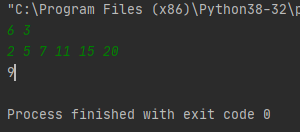 "C:\Program Files (x86)\Python38-32\p
6 3
2 5 7 11 15 20
9
Process finished with exit code 0